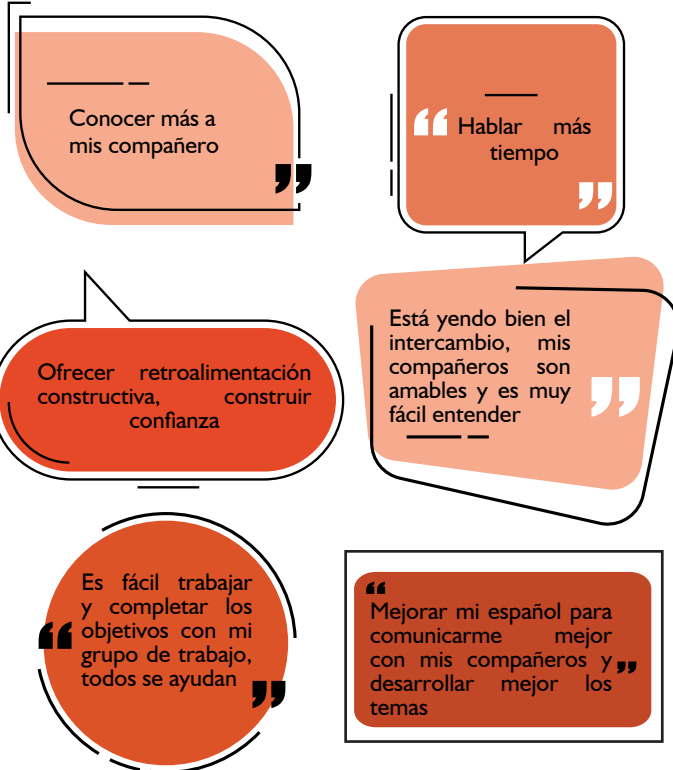 Conocer más a
mis compañero
Hablar más
tiempo
Ofrecer retroalimentación
constructiva, construir
confianza
Está yendo bien el
intercambio, mis
compañeros son
amables y es muy
fácil entender
Es fácil trabajar
y completar los
objetivos con mi
grupo de trabajo,
todos se ayudan
Mejorar mi español para
comunicarme mejor
con mis compañeros y
desarrollar mejor los
temas